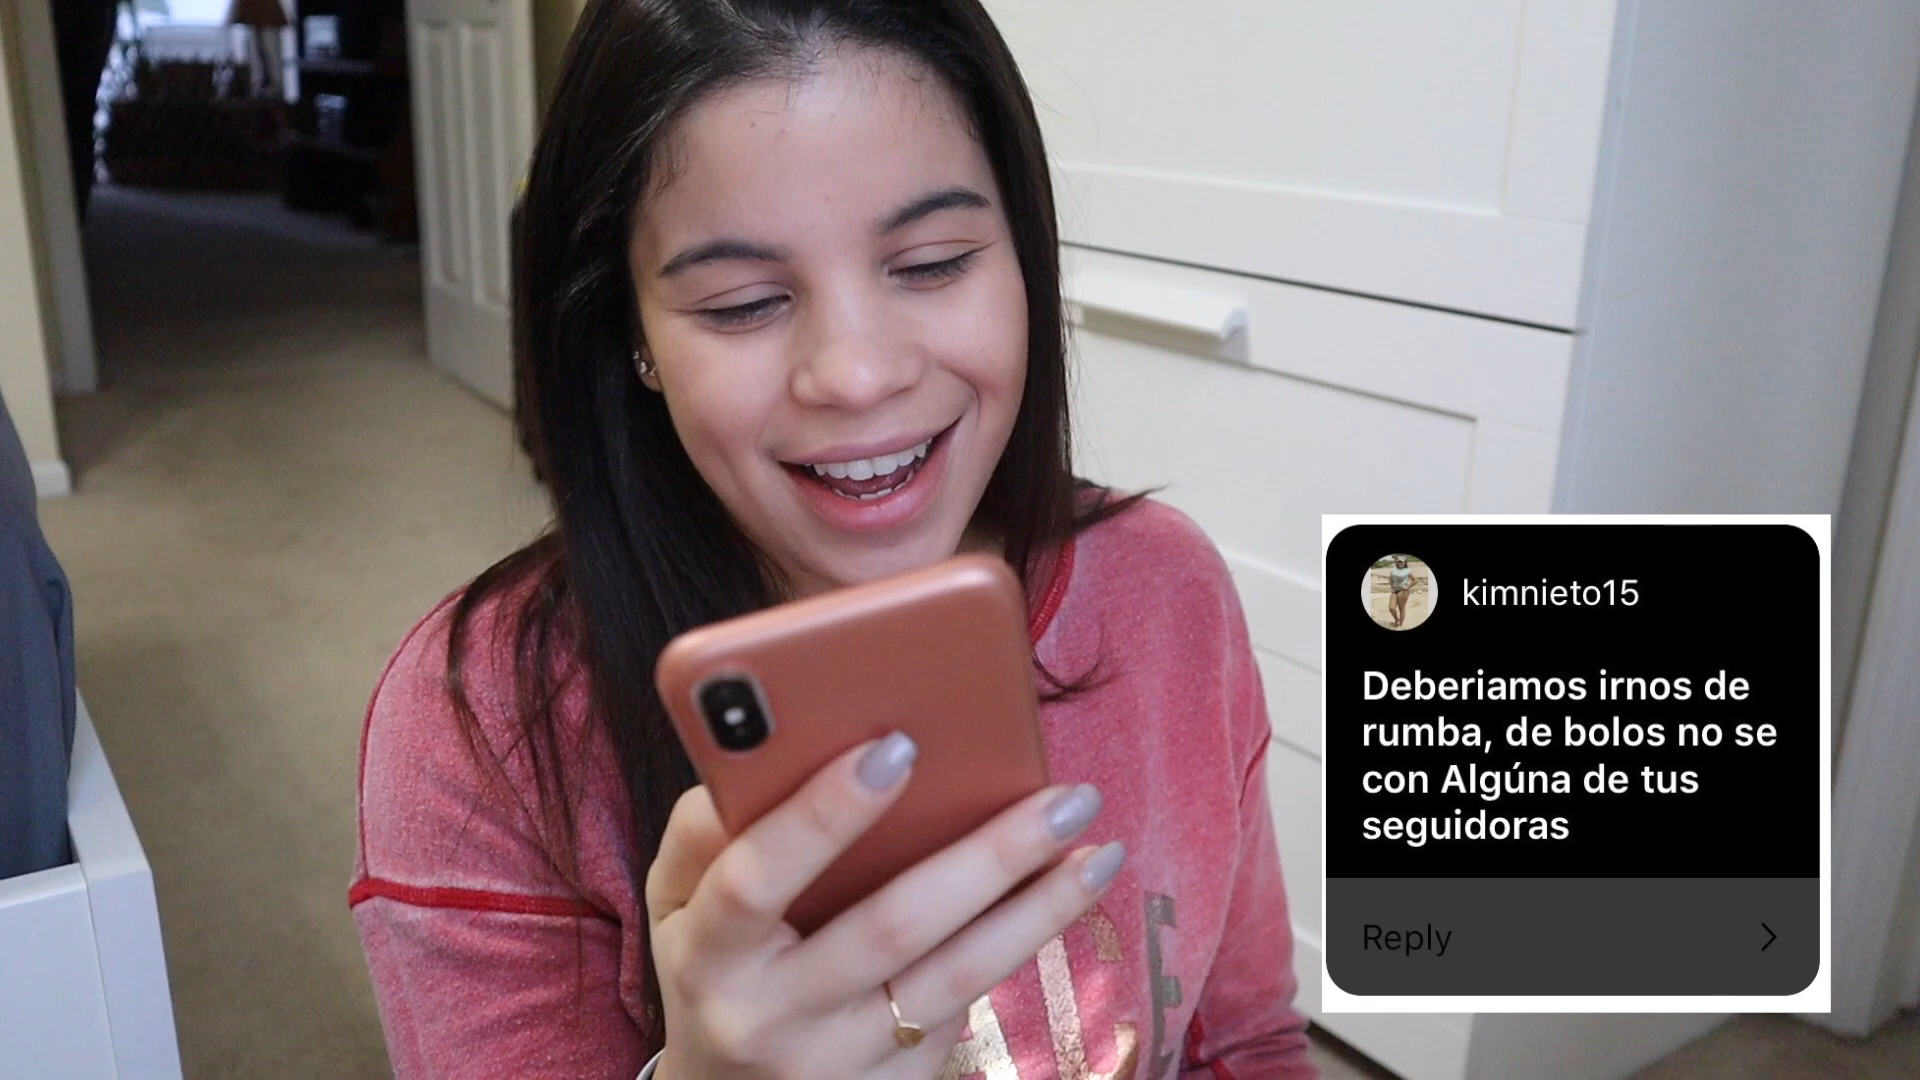 kimnieto15
Deberiamos irnos de
rumba, de bolos no se
con Algúna de tus
seguidoras
Reply